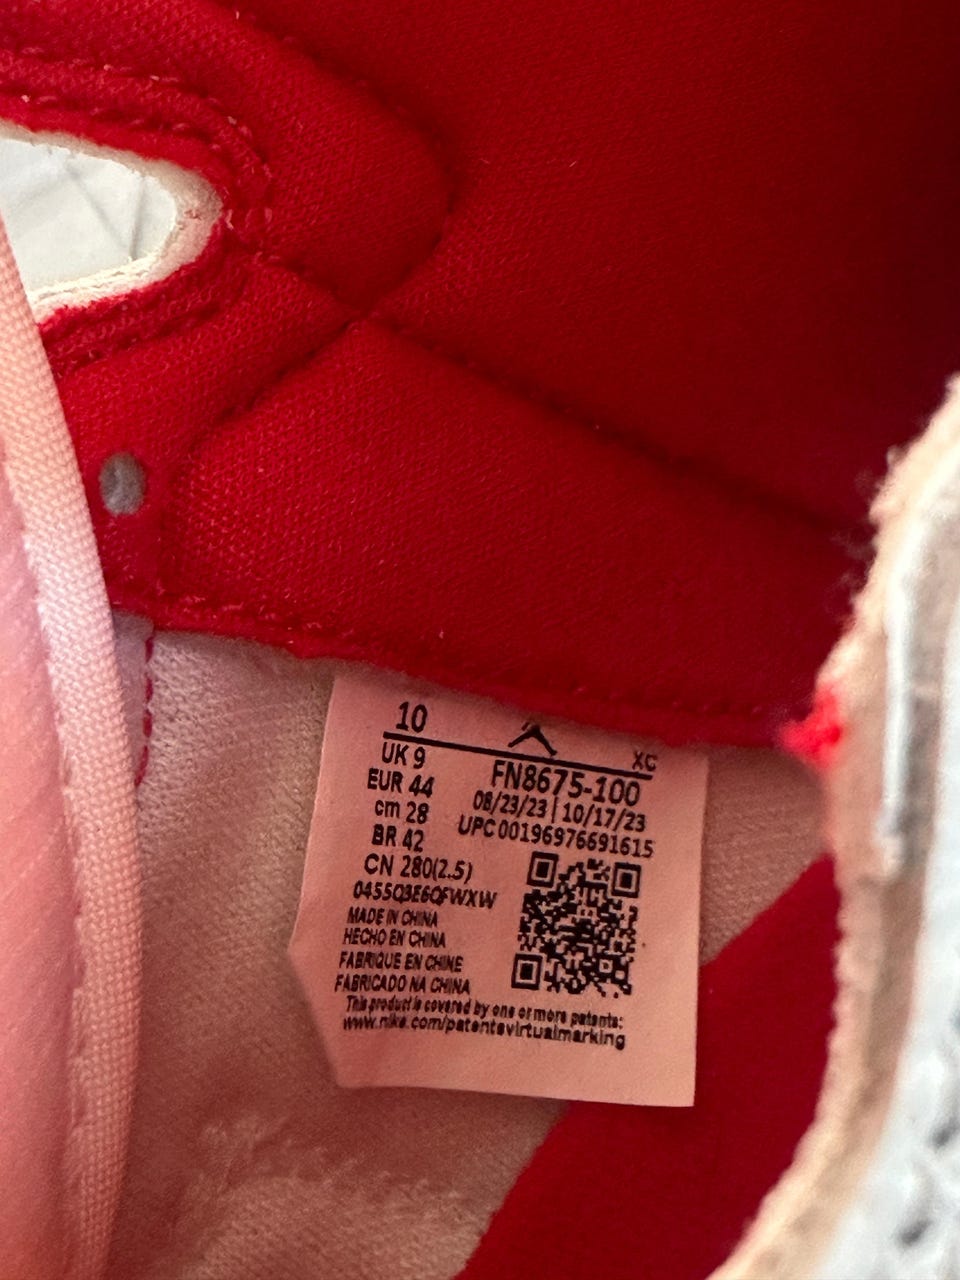 10
XC
UK 9
FN8675-100
EUR 44
08/23/23 | 10/17/23
cm 28
UPC 00196976691615
BR 42
CN 280(2.5)
0455Q3E6QFWXW
MADE IN CHINA
HECHO EN CHINA
FABRIQUE EN CHINE
FABRICADO NA CHINA
This product is covered by one or more patents:
www.nike.com/patentsvirtualmarking